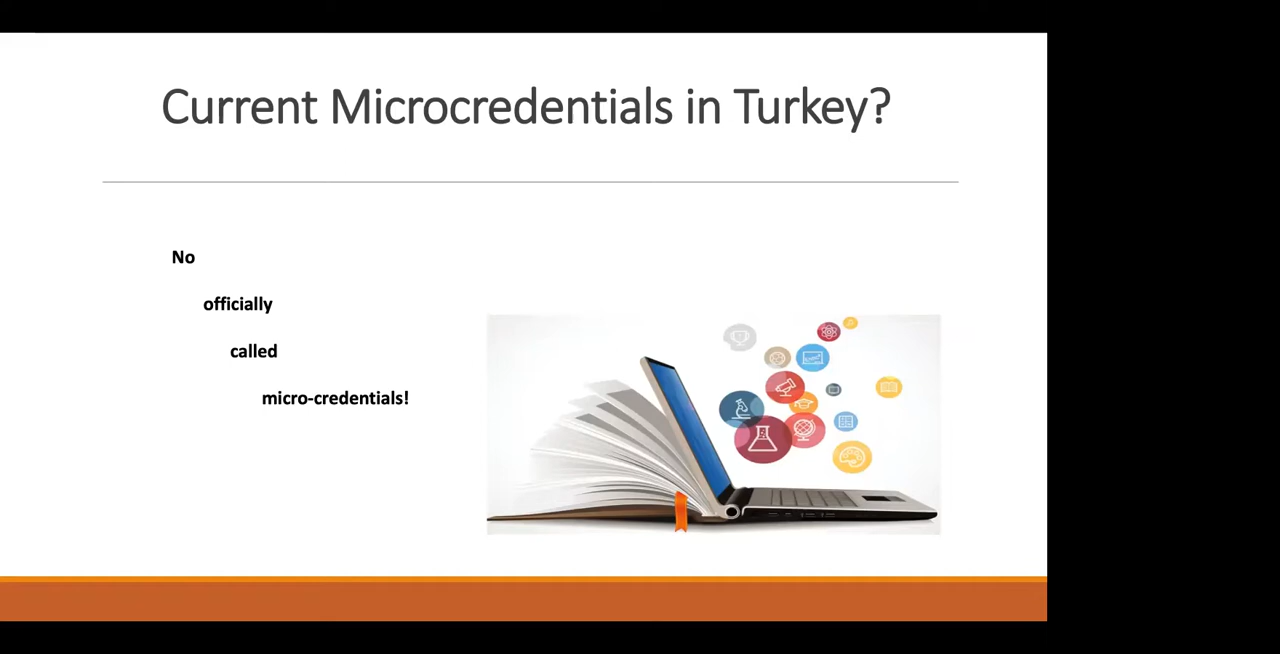 Current Microcredentials in Turkey?
No
officially
called
micro-credentials!